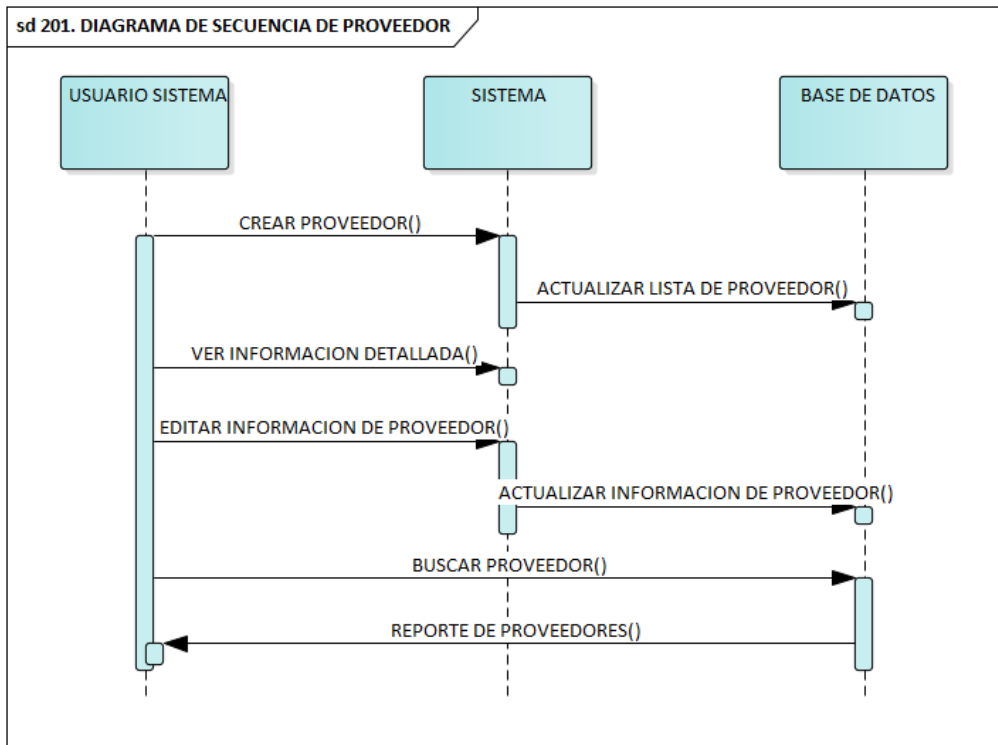 sd 201. DIAGRAMA DE SECUENCIA DE PROVEEDOR
USUARIO SISTEMA
SISTEMA
BASE DE DATOS
CREAR PROVEEDOR()
ACTUALIZAR LISTA DE PROVEEDOR()
VER INFORMACION DETALLADA()
EDITAR INFORMACION DE PROVEEDOR()
ACTUALIZAR INFORMACION DE PROVEEDOR()
BUSCAR PROVEEDOR()
REPORTE DE PROVEEDORES()